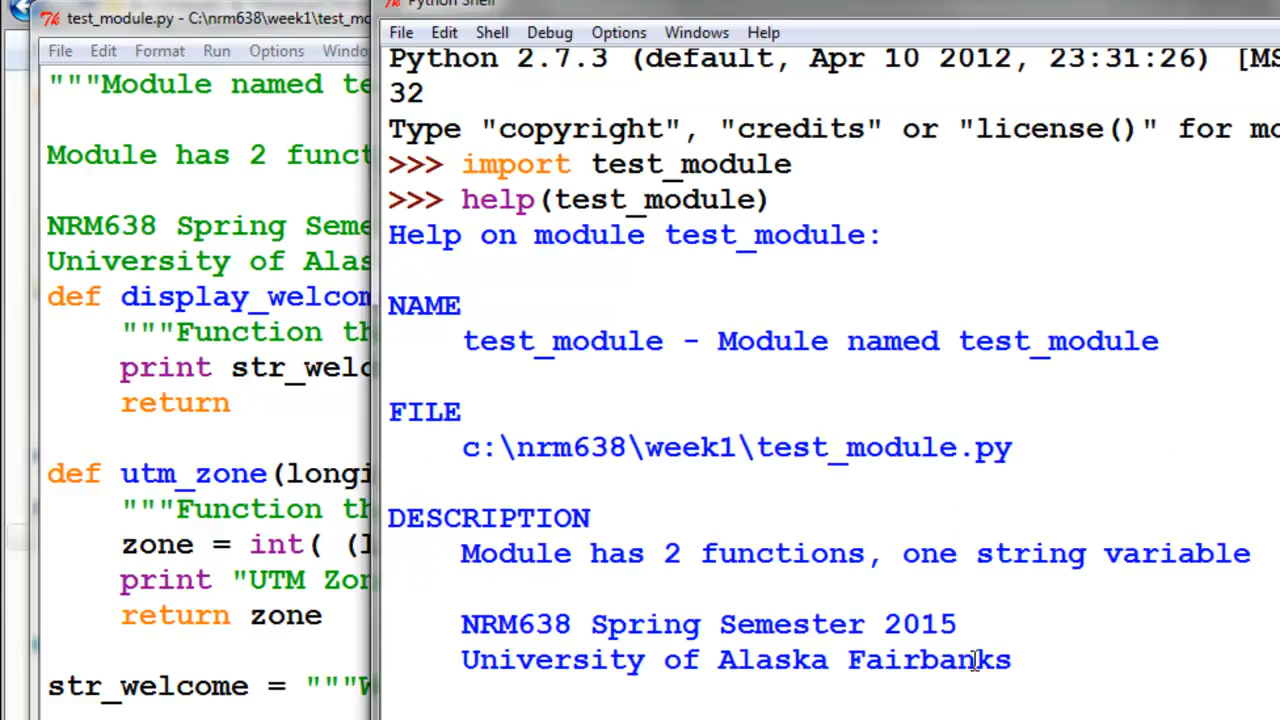 test_module.py - C:\nrm638\week1\test_mo
File Edit Format Run Options Windo
"""Module named te
Module has 2 funct
NRM638 Spring Seme
University of Alas
def display_welcom
"""Function th
print str_welc
return
def utm_zone(longi
"""Function th
zone = int( (l
print "UTM Zon
return zone
str_welcome = """W
Python Shell
File Edit Shell Debug Options Windows Help
Python 2.7.3 (default, Apr 10 2012, 23:31:26) [MS
32
Type "copyright", "credits" or "license()" for mo
>>> import test_module
>>> help(test_module)
Help on module test_module:
NAME
test_module - Module named test_module
FILE
c:\nrm638\week1\test_module.py
DESCRIPTION
Module has 2 functions, one string variable
NRM638 Spring Semester 2015
University of Alaska Fairbanks